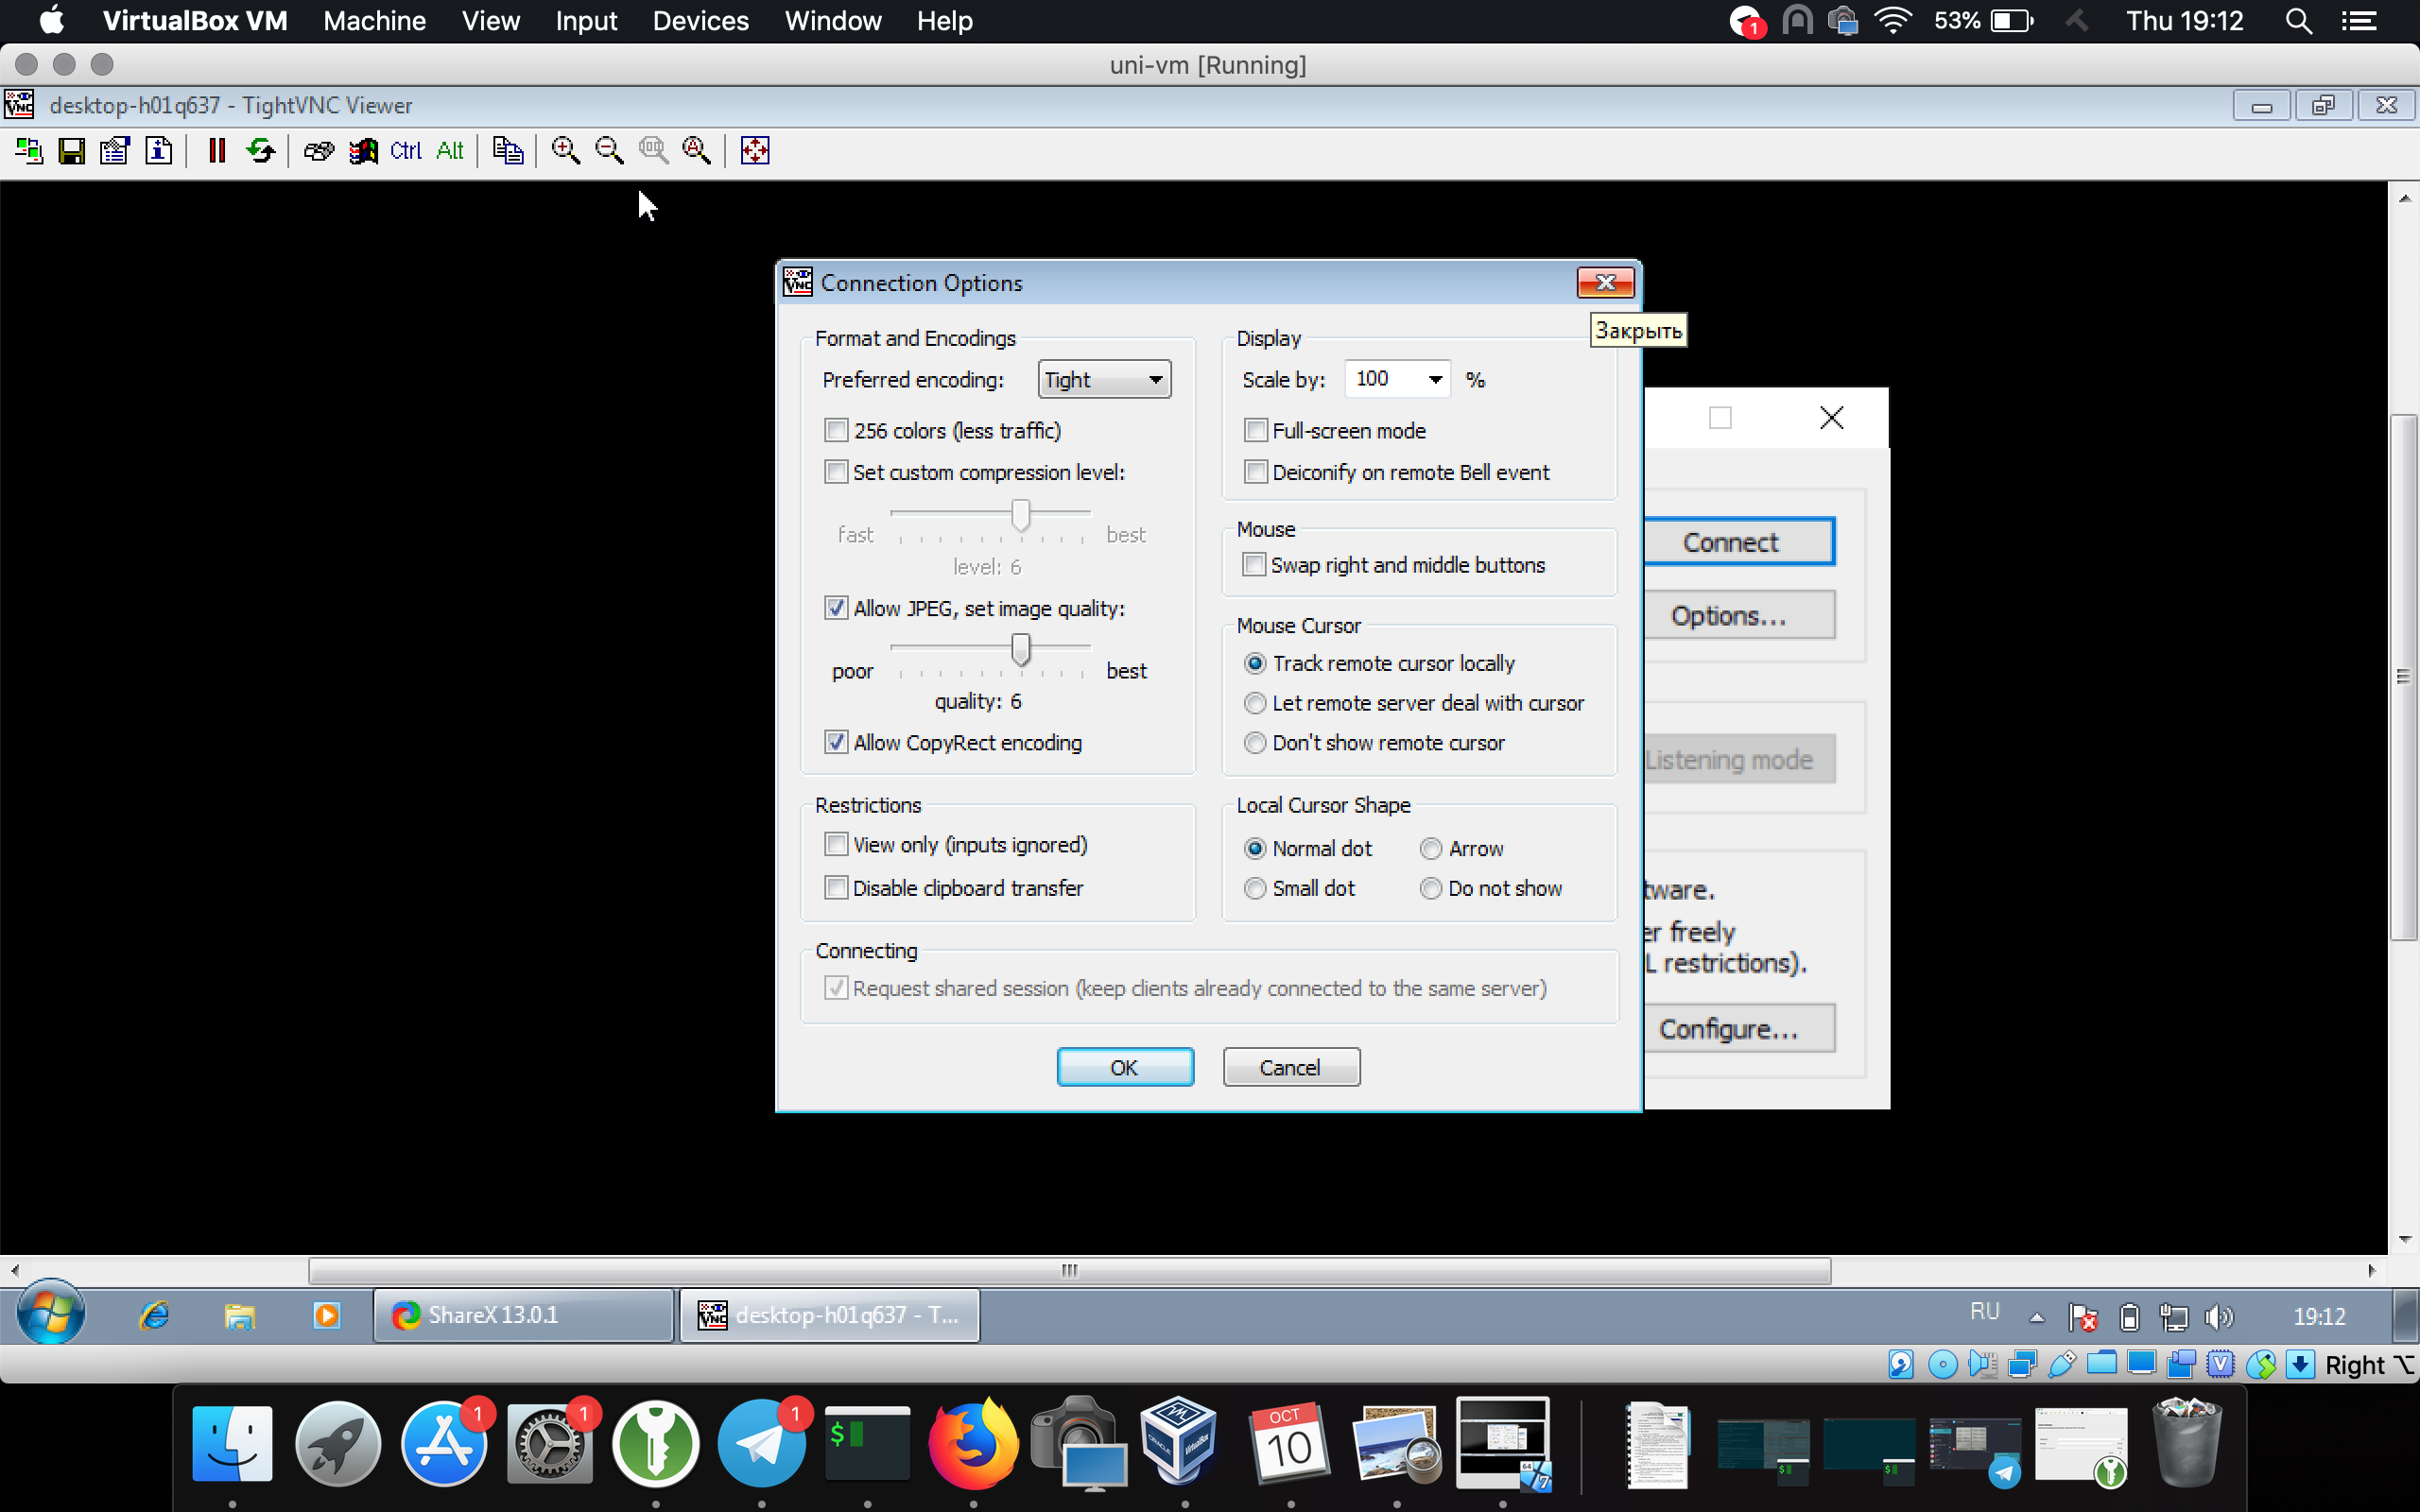 VirtualBox VM Machine View Input Devices Window Help 1 53% Thu 19:12
uni-vm [Running]
desktop-h01q637 - TightVNC Viewer
Ctrl Alt
Connection Options
Закрыть
Format and Encodings
Preferred encoding: Tight
256 colors (less traffic)
Set custom compression level:
fast best
level: 6
Allow JPEG, set image quality:
poor best
quality: 6
Allow CopyRect encoding
Display
Scale by: 100 %
Full-screen mode
Deiconify on remote Bell event
Mouse
Swap right and middle buttons
Mouse Cursor
Track remote cursor locally
Let remote server deal with cursor
Don't show remote cursor
Restrictions
View only (inputs ignored)
Disable clipboard transfer
Local Cursor Shape
Normal dot Arrow
Small dot Do not show
Connecting
Request shared session (keep clients already connected to the same server)
OK Cancel
Connect
Options...
Listening mode
tware.
er freely
L restrictions).
Configure...
ShareX 13.0.1 desktop-h01q637 - T... RU 19:12
Right ⌥
1 1 1 $ OCT
10